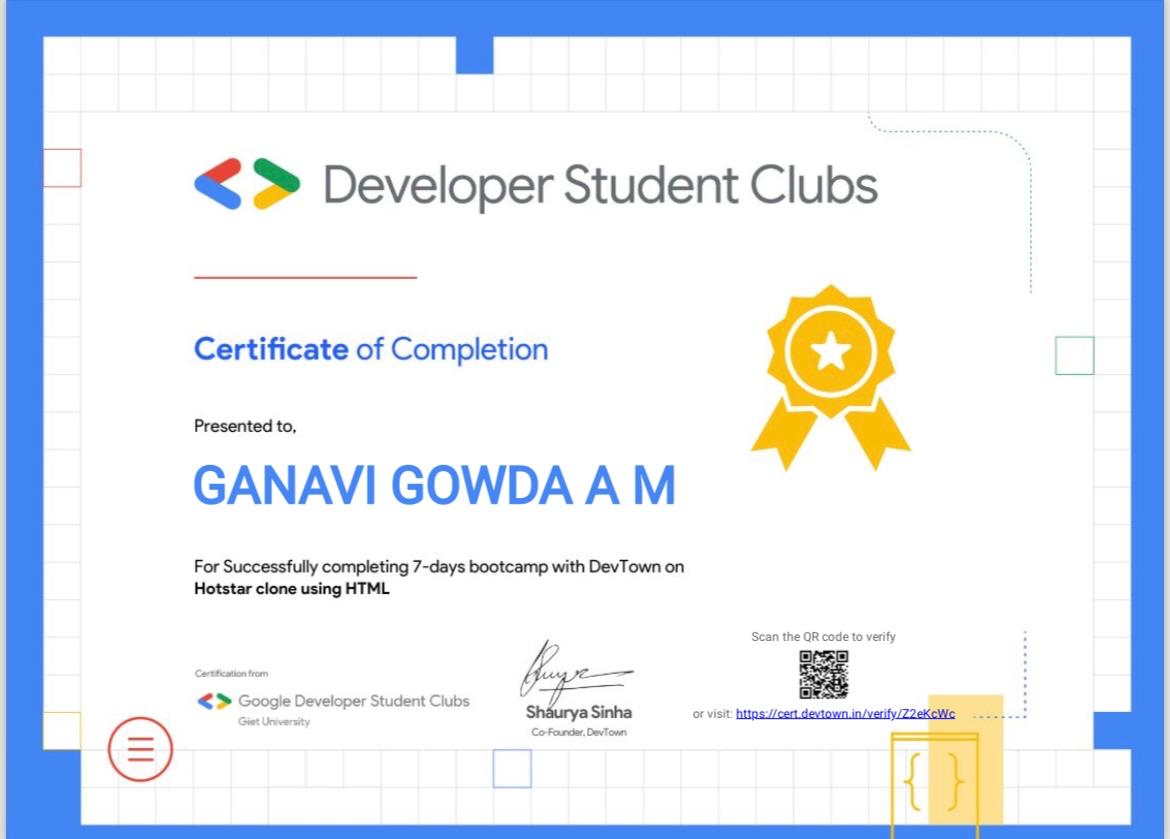 Developer Student Clubs
Certificate of Completion
Presented to,
GANAVI GOWDA A M
For Successfully completing 7-days bootcamp with DevTown on
Hotstar clone using HTML
Scan the QR code to verify
Certification from
Google Developer Student Clubs
Giet University
Shaurya Sinha
Co-Founder, DevTown
or visit: https://cert.devtown.in/verify/Z2eKcWc
{ }